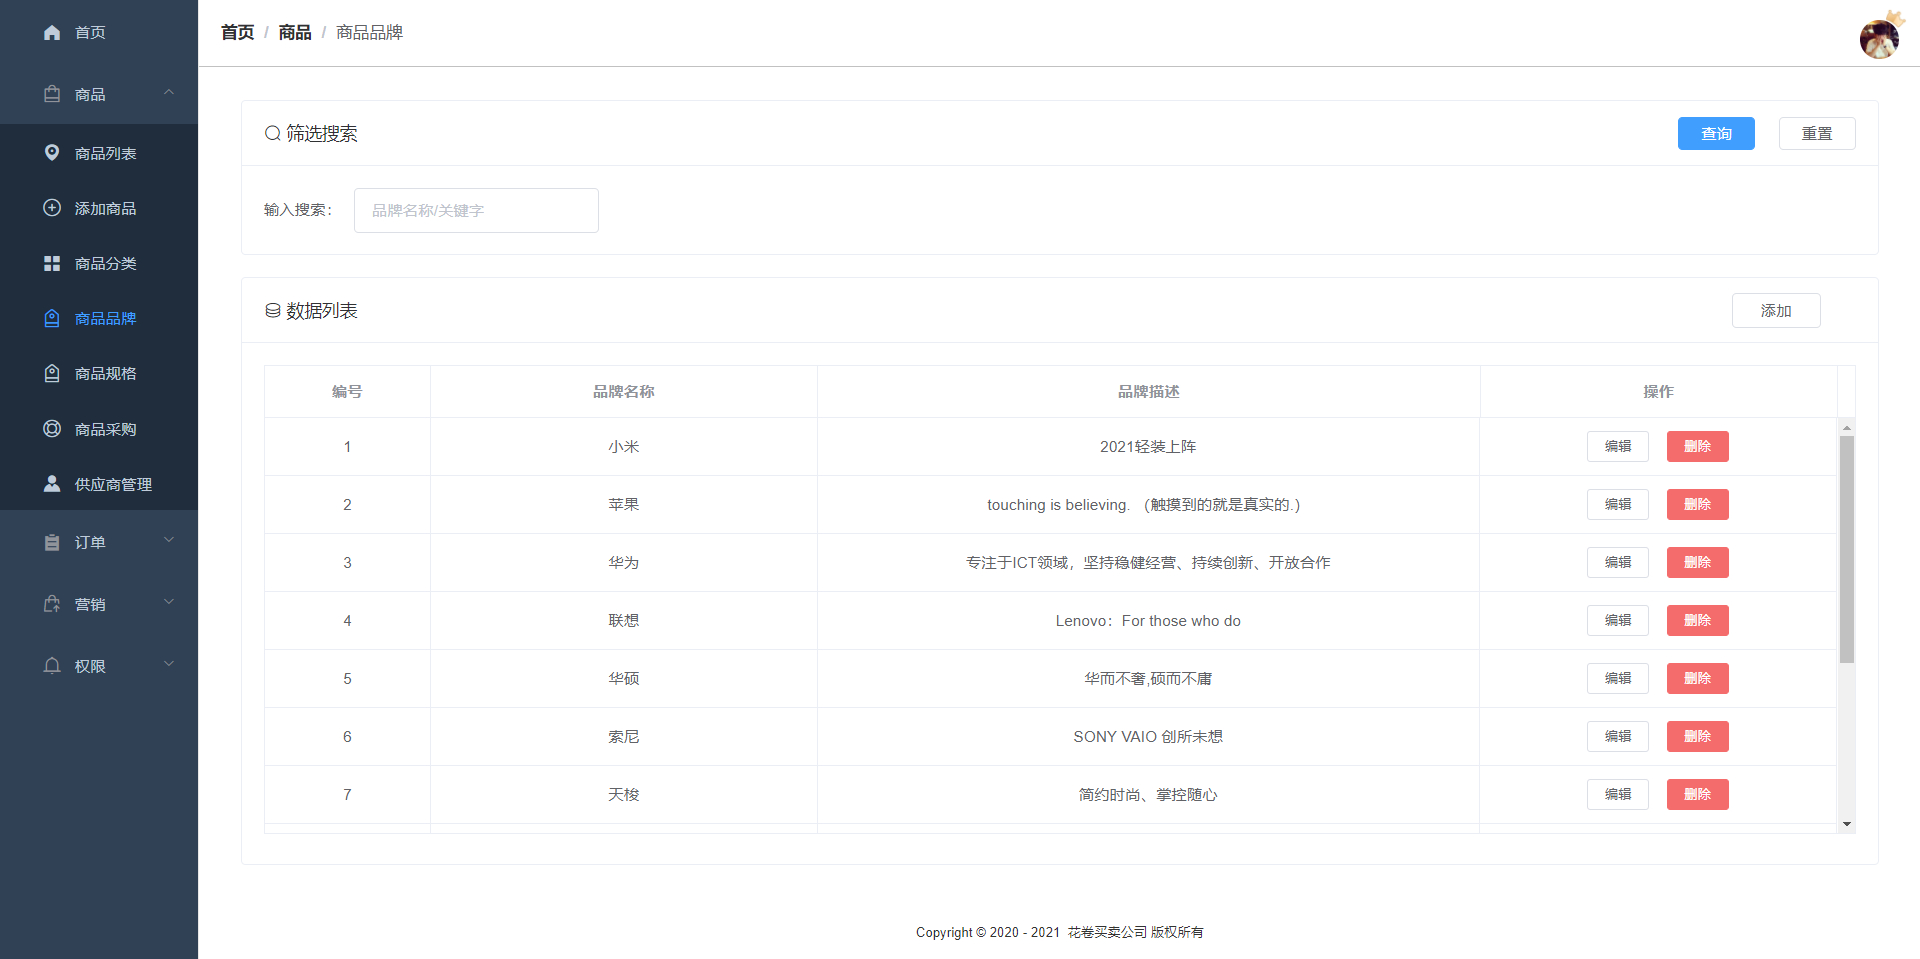 首页
商品
商品列表
添加商品
商品分类
商品品牌
商品规格
商品采购
供应商管理
订单
营销
权限
首页 / 商品 / 商品品牌
筛选搜索 查询 重置
输入搜索： 品牌名称/关键字
数据列表 添加
编号 品牌名称 品牌描述 操作
1 小米 2021轻装上阵 编辑 删除
2 苹果 touching is believing. （触摸到的就是真实的.） 编辑 删除
3 华为 专注于ICT领域，坚持稳健经营、持续创新、开放合作 编辑 删除
4 联想 Lenovo：For those who do 编辑 删除
5 华硕 华而不奢,硕而不庸 编辑 删除
6 索尼 SONY VAIO 创所未想 编辑 删除
7 天梭 简约时尚、掌控随心 编辑 删除
Copyright © 2020 - 2021 花卷买卖公司 版权所有